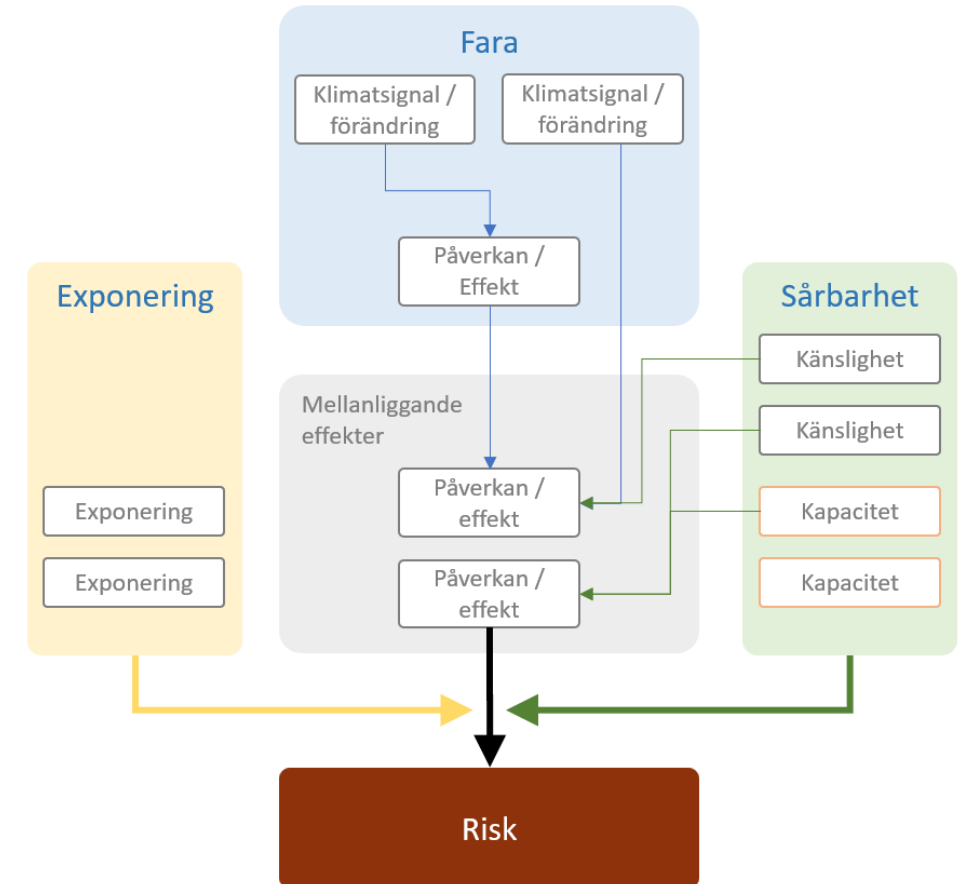 Fara
Klimatsignal /
förändring
Klimatsignal /
förändring
Påverkan /
Effekt
Exponering
Exponering
Exponering
Mellanliggande
effekter
Påverkan /
effekt
Påverkan /
effekt
Sårbarhet
Känslighet
Känslighet
Kapacitet
Kapacitet
Risk